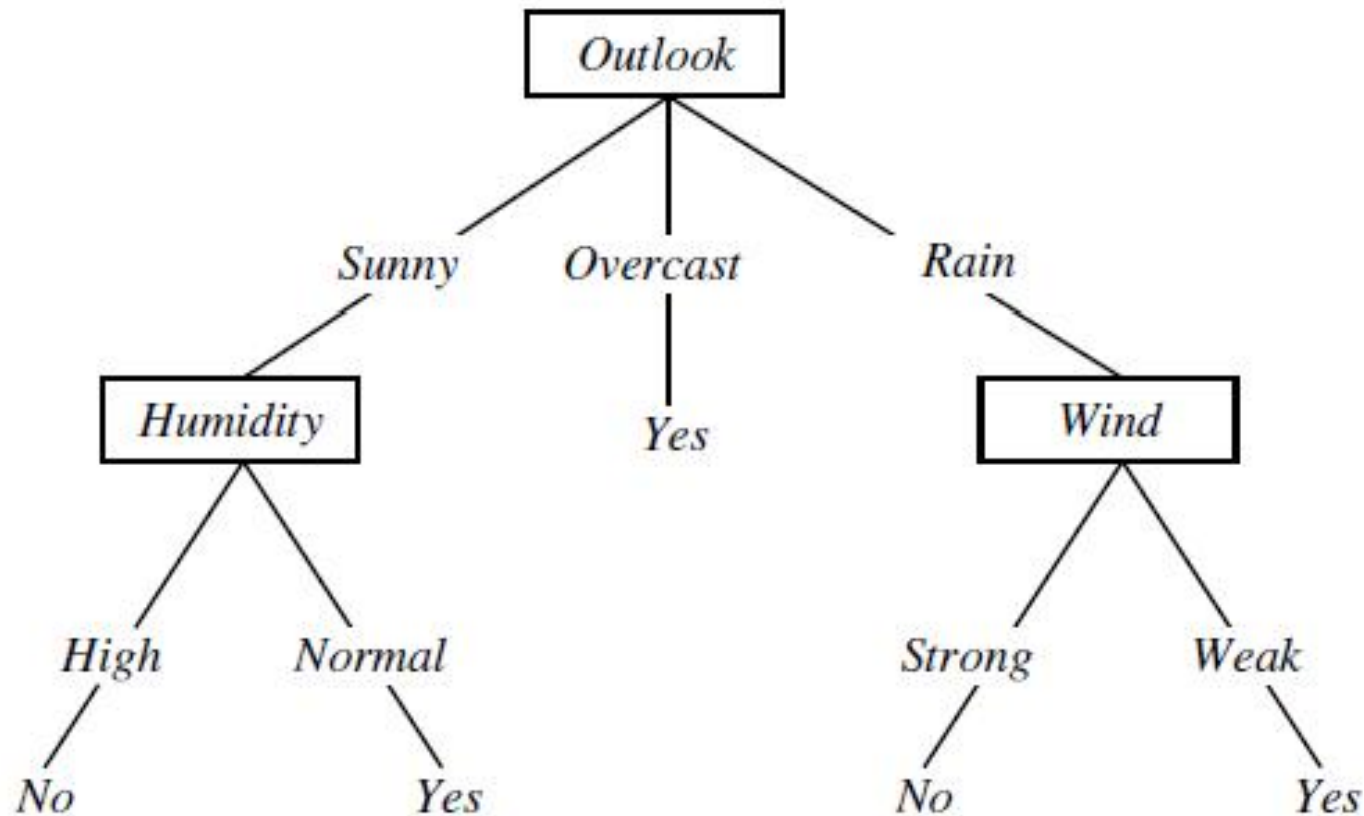 Outlook
Sunny Overcast Rain
Humidity Yes Wind
High Normal Strong Weak
No Yes No Yes